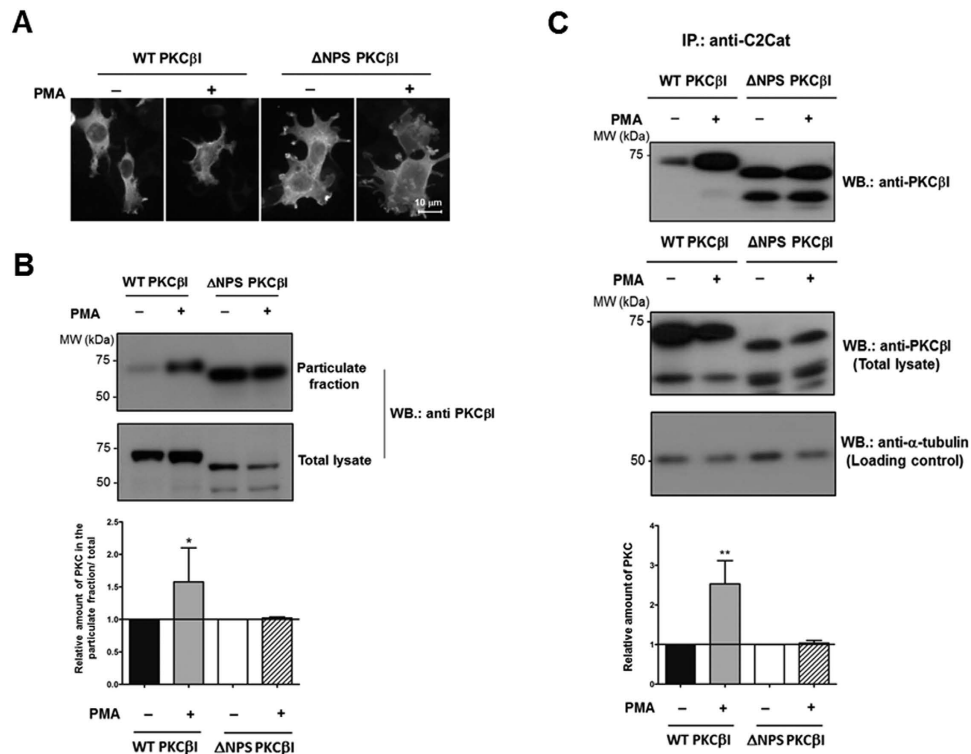 A
WT PKCβI ΔNPS PKCβI
PMA – + – +
10 μm
B
WT PKCβI ΔNPS PKCβI
PMA – + – +
MW (kDa)
75
50
Particulate
fraction
75
50
Total lysate
WB.: anti PKCβI
Relative amount of PKC in the
particulate fraction/ total
2.5
2.0
1.5
1.0
0.5
0.0
*
PMA – + – +
WT PKCβI ΔNPS PKCβI
C
IP.: anti-C2Cat
WT PKCβI ΔNPS PKCβI
PMA – + – +
MW (kDa)
75
WB.: anti-PKCβI
WT PKCβI ΔNPS PKCβI
PMA – + – +
MW (kDa)
75
WB.: anti-PKCβI
(Total lysate)
50
WB.: anti-α-tubulin
(Loading control)
Relative amount of PKC
4
3
2
1
0
**
PMA – + – +
WT PKCβI ΔNPS PKCβI